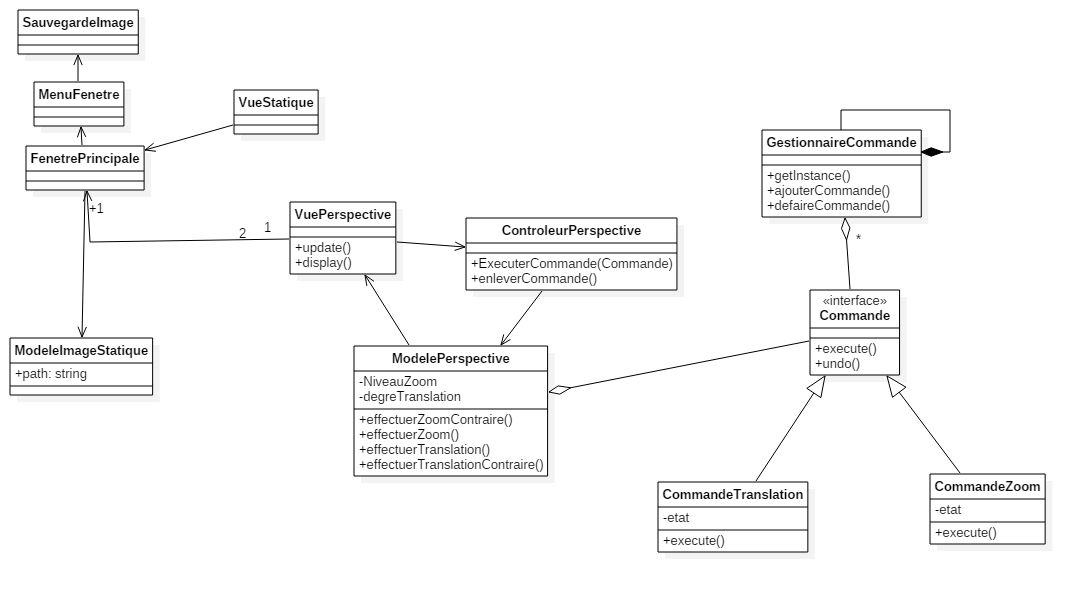 SauvegardeImage
MenuFenetre
FenetrePrincipale
+1
VueStatique
2
1
VuePerspective
+update()
+display()
ControleurPerspective
+ExecuterCommande(Commande)
+enleverCommande()
GestionnaireCommande
+getInstance()
+ajouterCommande()
+defaireCommande()
*
«interface»
Commande
+execute()
+undo()
ModeleImageStatique
+path: string
ModelePerspective
-NiveauZoom
-degreTranslation
+effectuerZoomContraire()
+effectuerZoom()
+effectuerTranslation()
+effectuerTranslationContraire()
CommandeTranslation
-etat
+execute()
CommandeZoom
-etat
+execute()